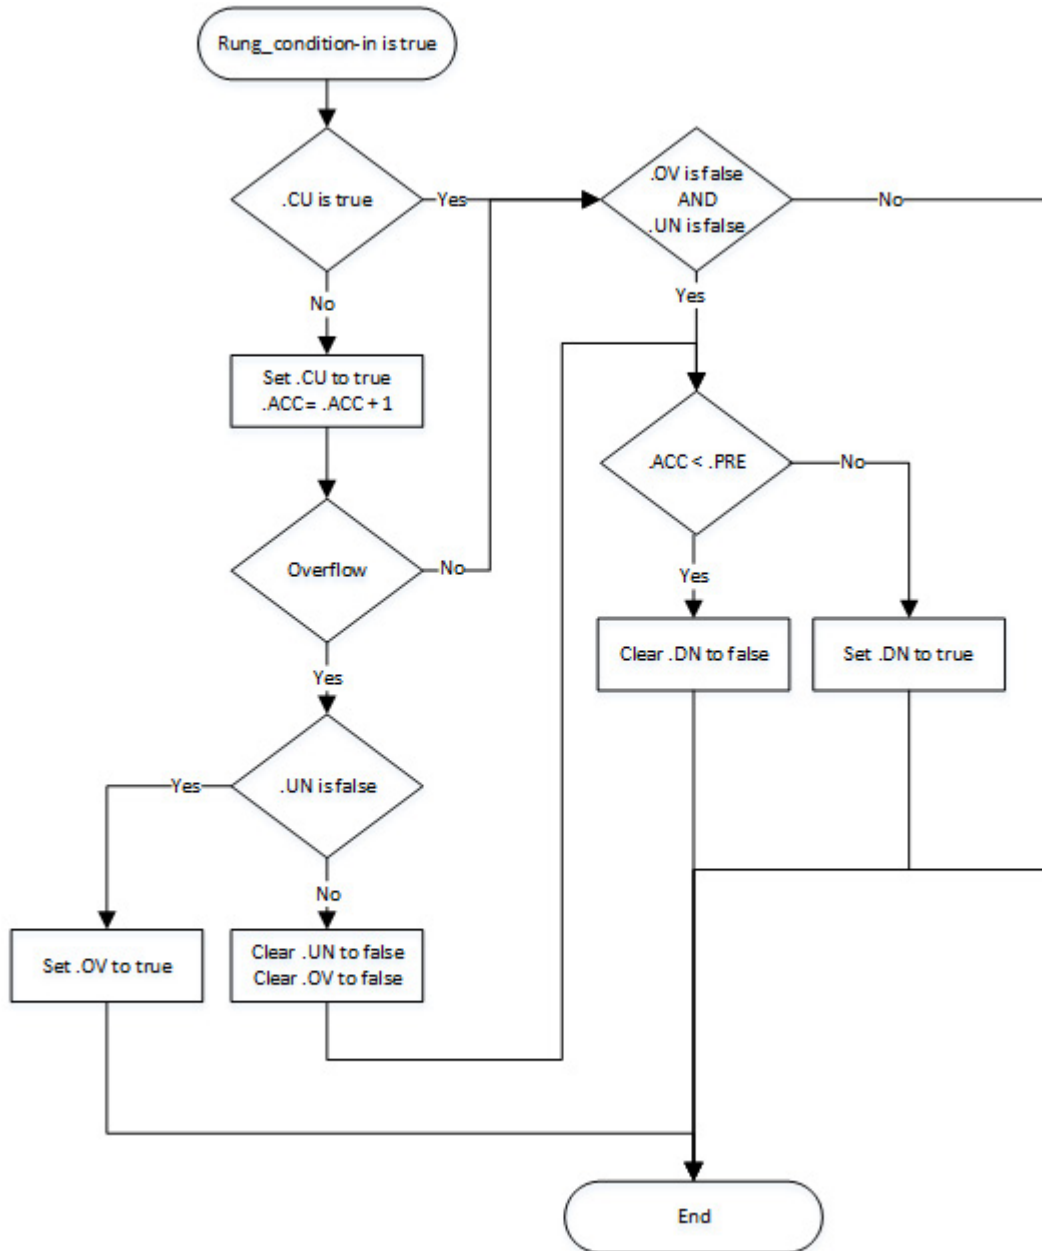 Rung_condition-in is true
.CU is true
Yes
.OV is false
AND
.UN is false
No
No
Yes
Set .CU to true
.ACC = .ACC + 1
.ACC < .PRE
No
Overflow
No
Yes
Clear .DN to false
Set .DN to true
Yes
.UN is false
Yes
No
Set .OV to true
Clear .UN to false
Clear .OV to false
End